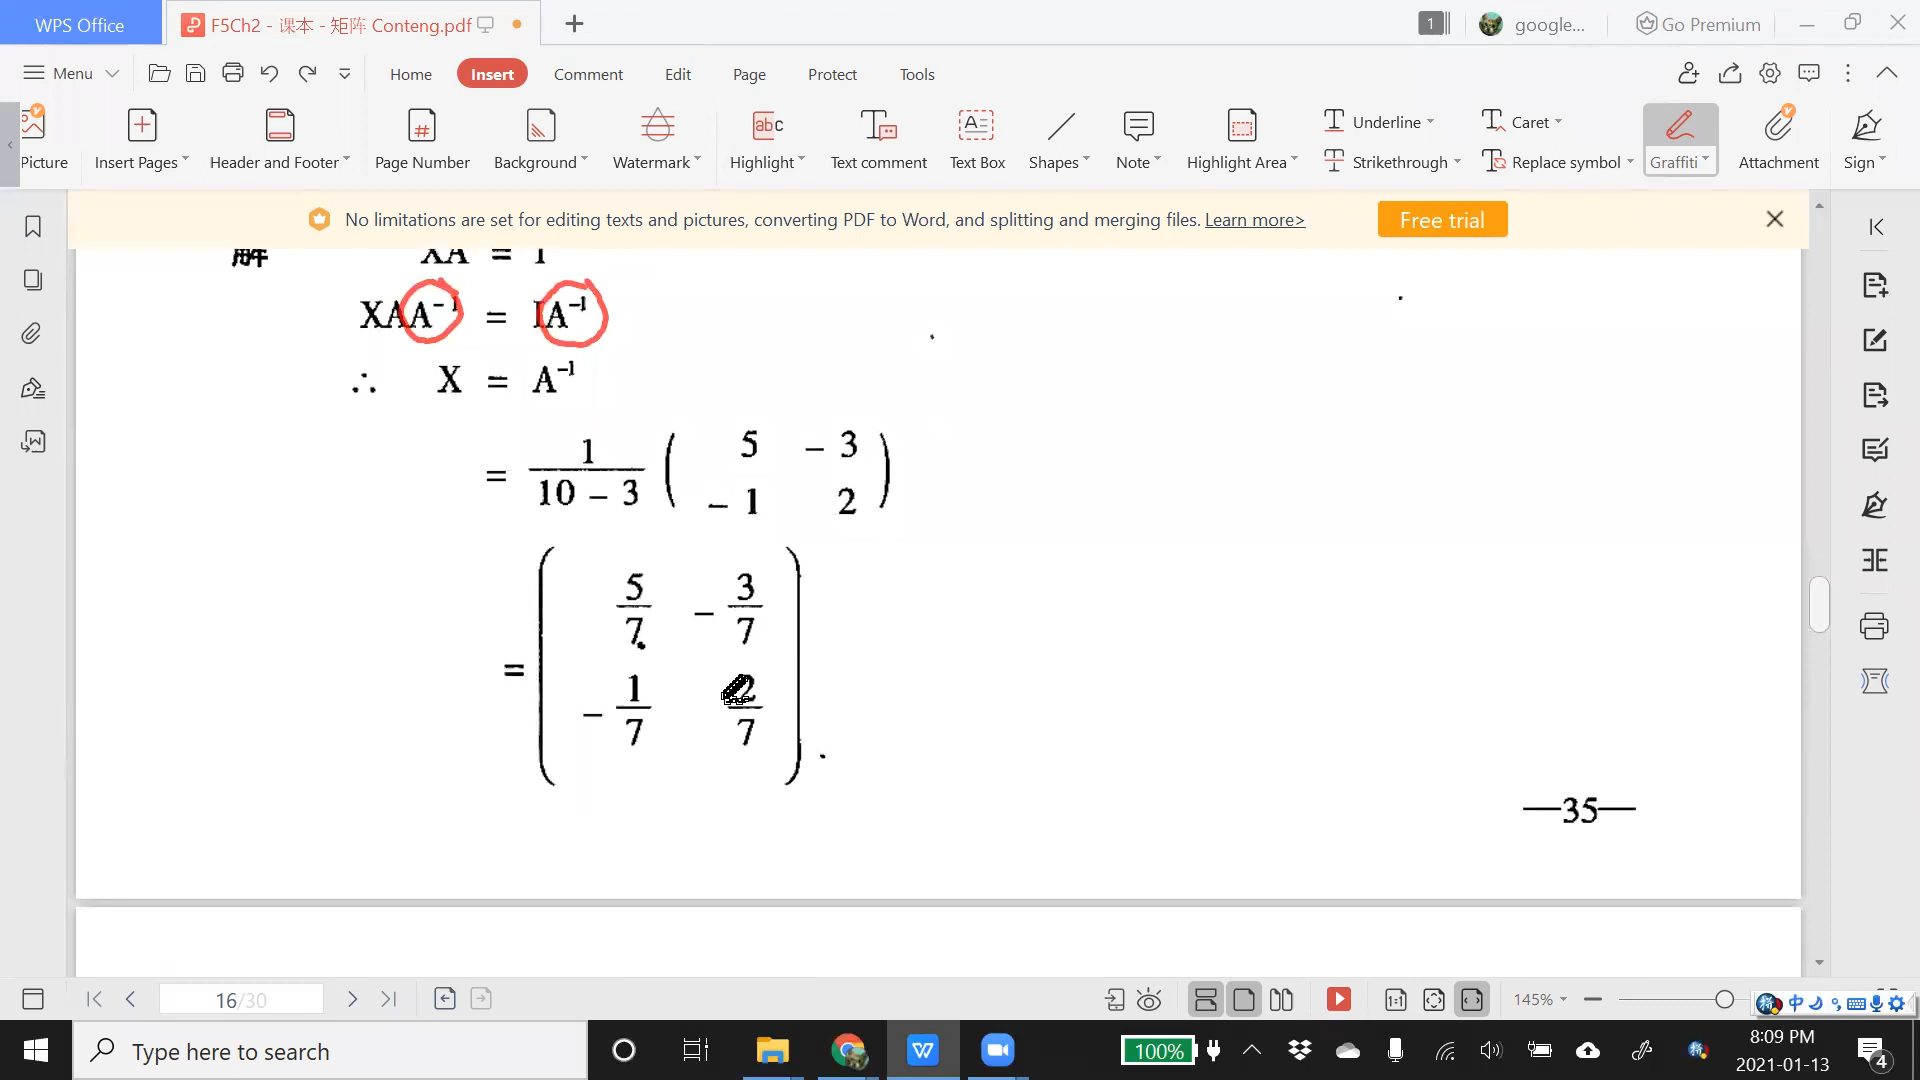 WPS Office
F5Ch2 - 课本 - 矩阵 Conteng.pdf
1
google...
Go Premium
Menu
Home
Insert
Comment
Edit
Page
Protect
Tools
Picture
Insert Pages
Header and Footer
Page Number
Background
Watermark
Highlight
Text comment
Text Box
Shapes
Note
Highlight Area
Underline
Strikethrough
Caret
Replace symbol
Graffiti
Attachment
Sign
No limitations are set for editing texts and pictures, converting PDF to Word, and splitting and merging files. Learn more>
Free trial
解 XA = I
XAA⁻¹ = IA⁻¹
∴ X = A⁻¹
= 1/(10 – 3) ( 5 – 3
– 1 2 )
= ( 5/7 – 3/7
– 1/7 2/7 ) .
—35—
16/30
145%
中
Type here to search
100%
8:09 PM
2021-01-13
4